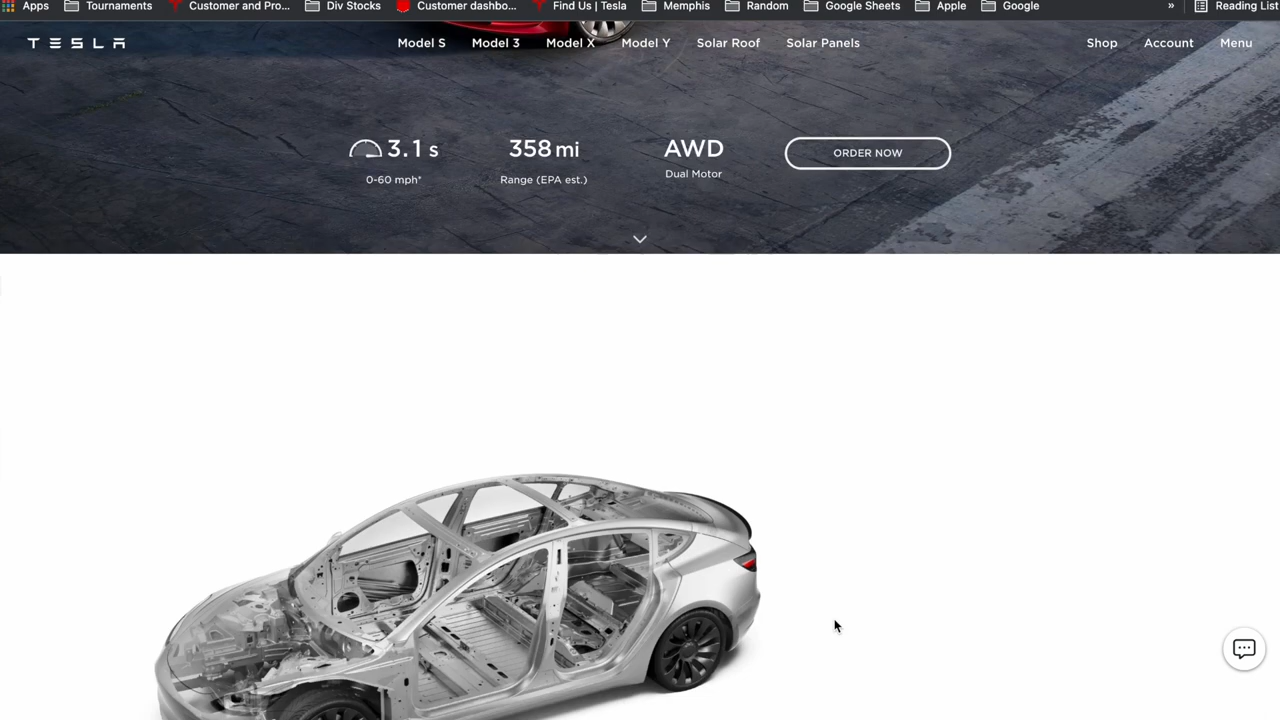 Apps Tournaments Customer and Pro... Div Stocks Customer dashbo... Find Us | Tesla Memphis Random Google Sheets Apple Google » Reading List
TESLA Model S Model 3 Model X Model Y Solar Roof Solar Panels Shop Account Menu
3.1 s 358 mi AWD ORDER NOW
0-60 mph* Range (EPA est.) Dual Motor